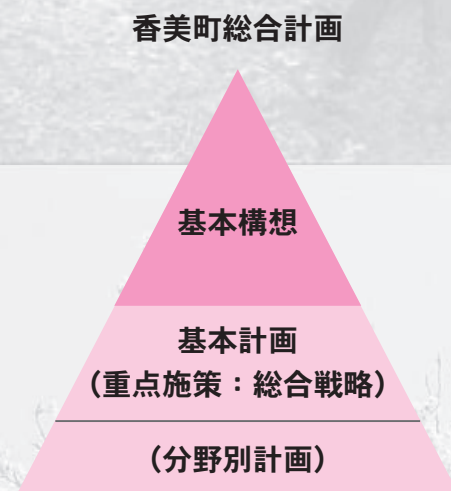 香美町総合計画
基本構想
基本計画
（重点施策：総合戦略）
（分野別計画）